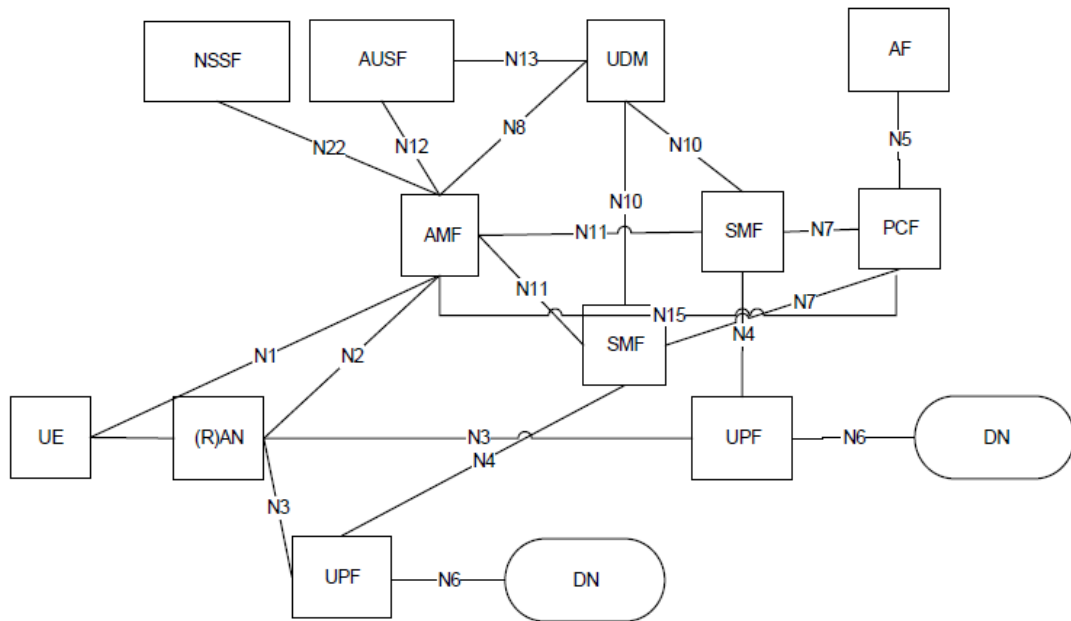 NSSF
AUSF
N13
UDM
AF
N22
N12
N8
N10
N5
N10
AMF
N11
SMF
N7
PCF
N11
N15
N7
SMF
N4
N1
N2
UE
(R)AN
N3
N4
UPF
N6
DN
N3
UPF
N6
DN